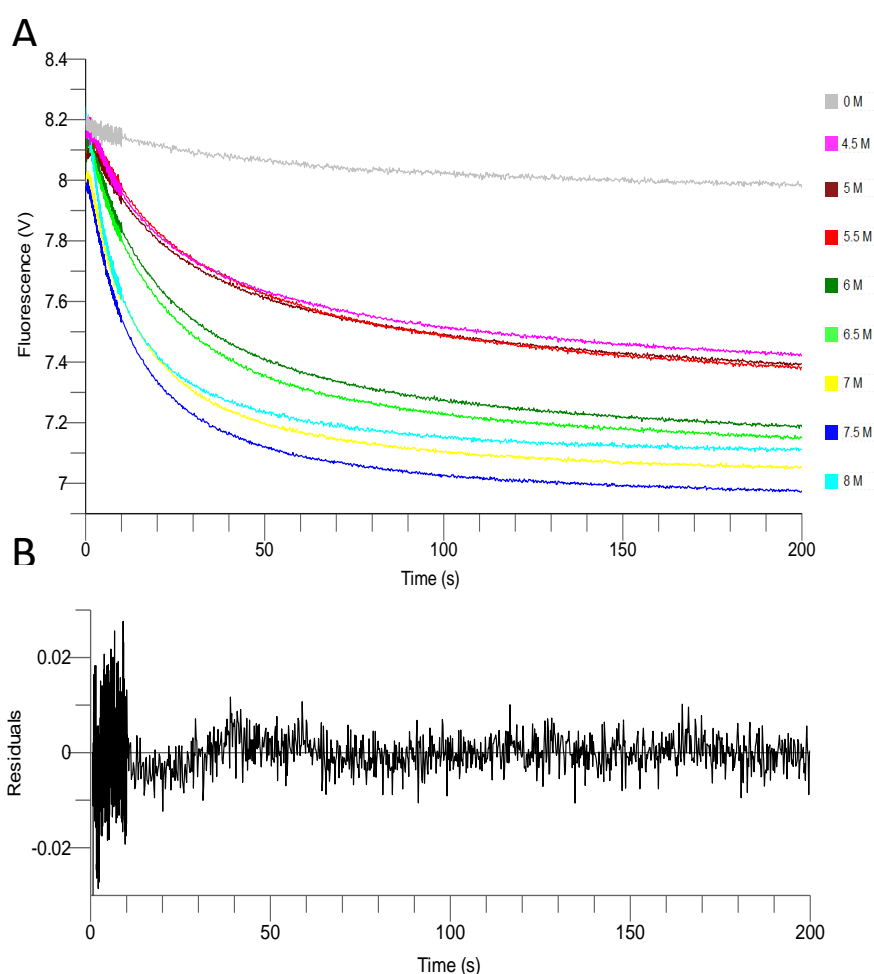 A
8.4
8.2
8
7.8
7.6
7.4
7.2
7
Fluorescence (V)
0 50 100 150 200
Time (s)
0 M
4.5 M
5 M
5.5 M
6 M
6.5 M
7 M
7.5 M
8 M
B
0.02
0
-0.02
Residuals
0 50 100 150 200
Time (s)